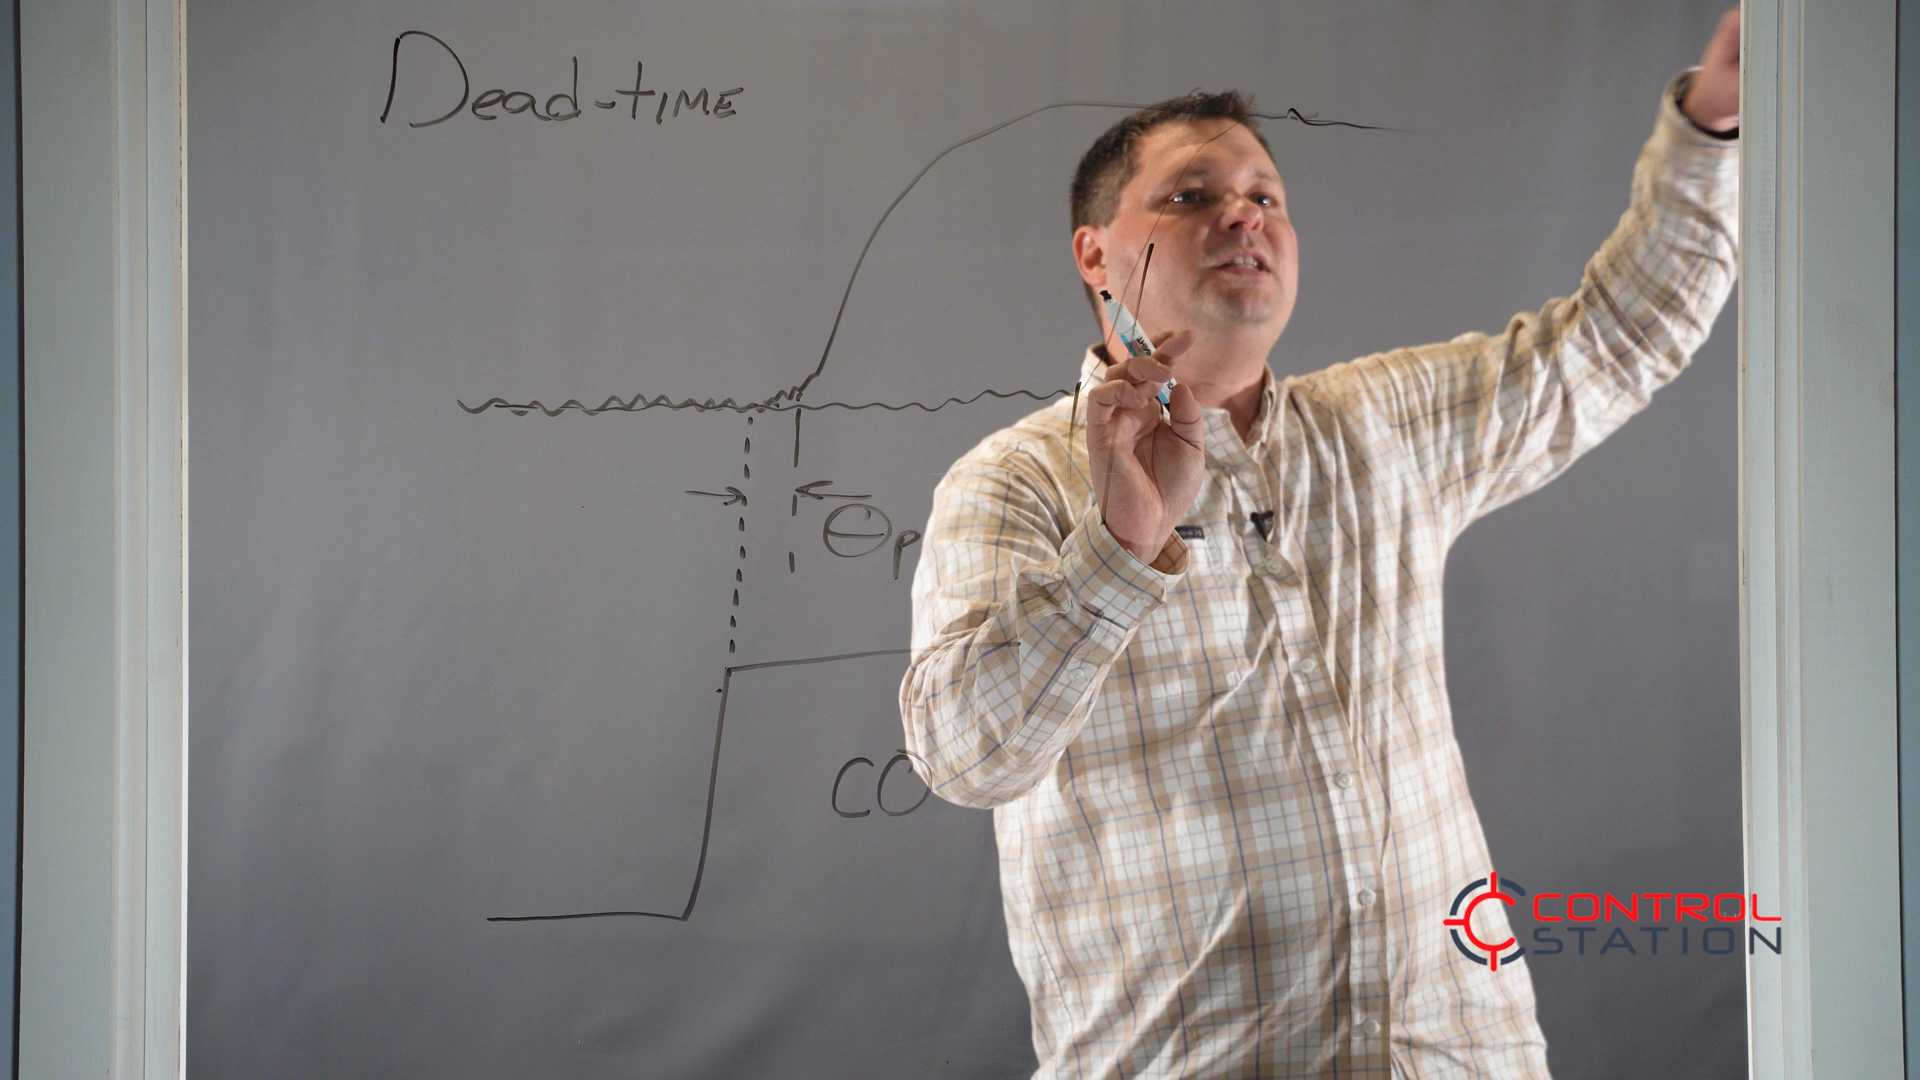 Dead-TIME
Θp
CO
CONTROL
STATION